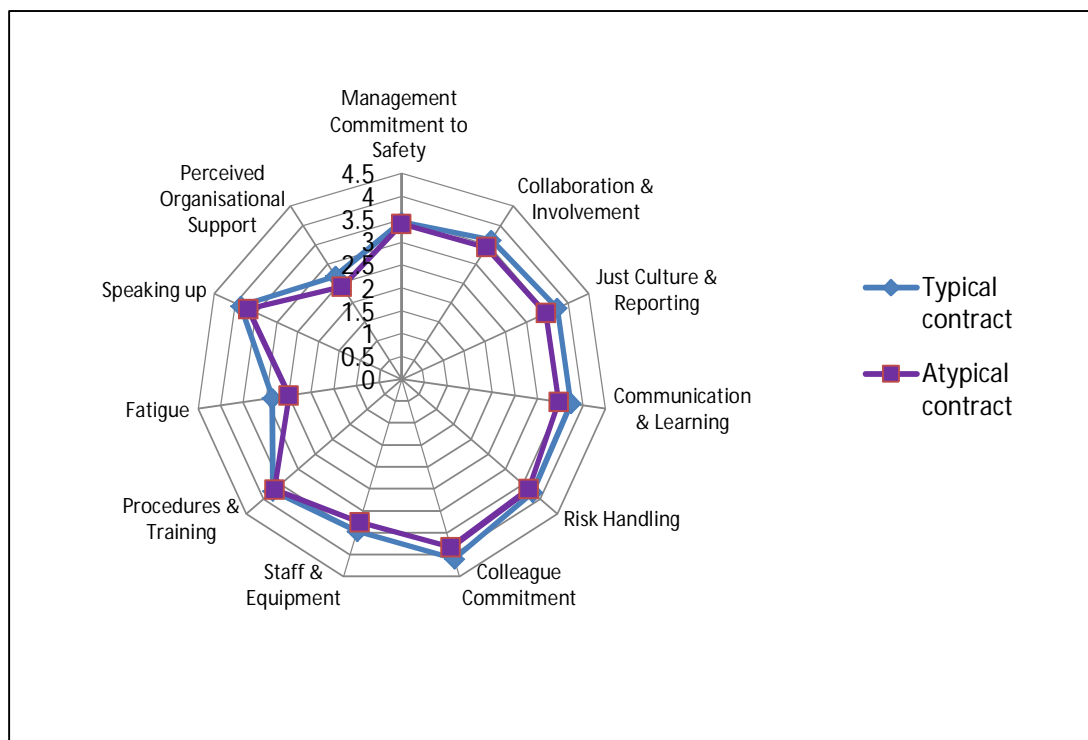 Management
Commitment to
Safety
Collaboration &
Involvement
Just Culture &
Reporting
Communication
& Learning
Risk Handling
Colleague
Commitment
Staff &
Equipment
Procedures &
Training
Fatigue
Speaking up
Perceived
Organisational
Support
4.5
4
3.5
3
2.5
2
1.5
1
0.5
0
Typical
contract
Atypical
contract